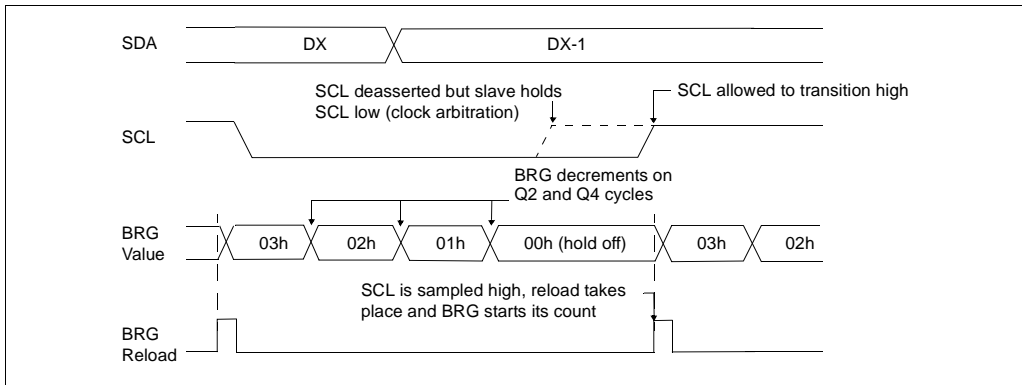 SDA
DX
DX-1
SCL deasserted but slave holds
SCL low (clock arbitration)
SCL allowed to transition high
SCL
BRG decrements on
Q2 and Q4 cycles
BRG
Value
03h
02h
01h
00h (hold off)
03h
02h
SCL is sampled high, reload takes
place and BRG starts its count
BRG
Reload